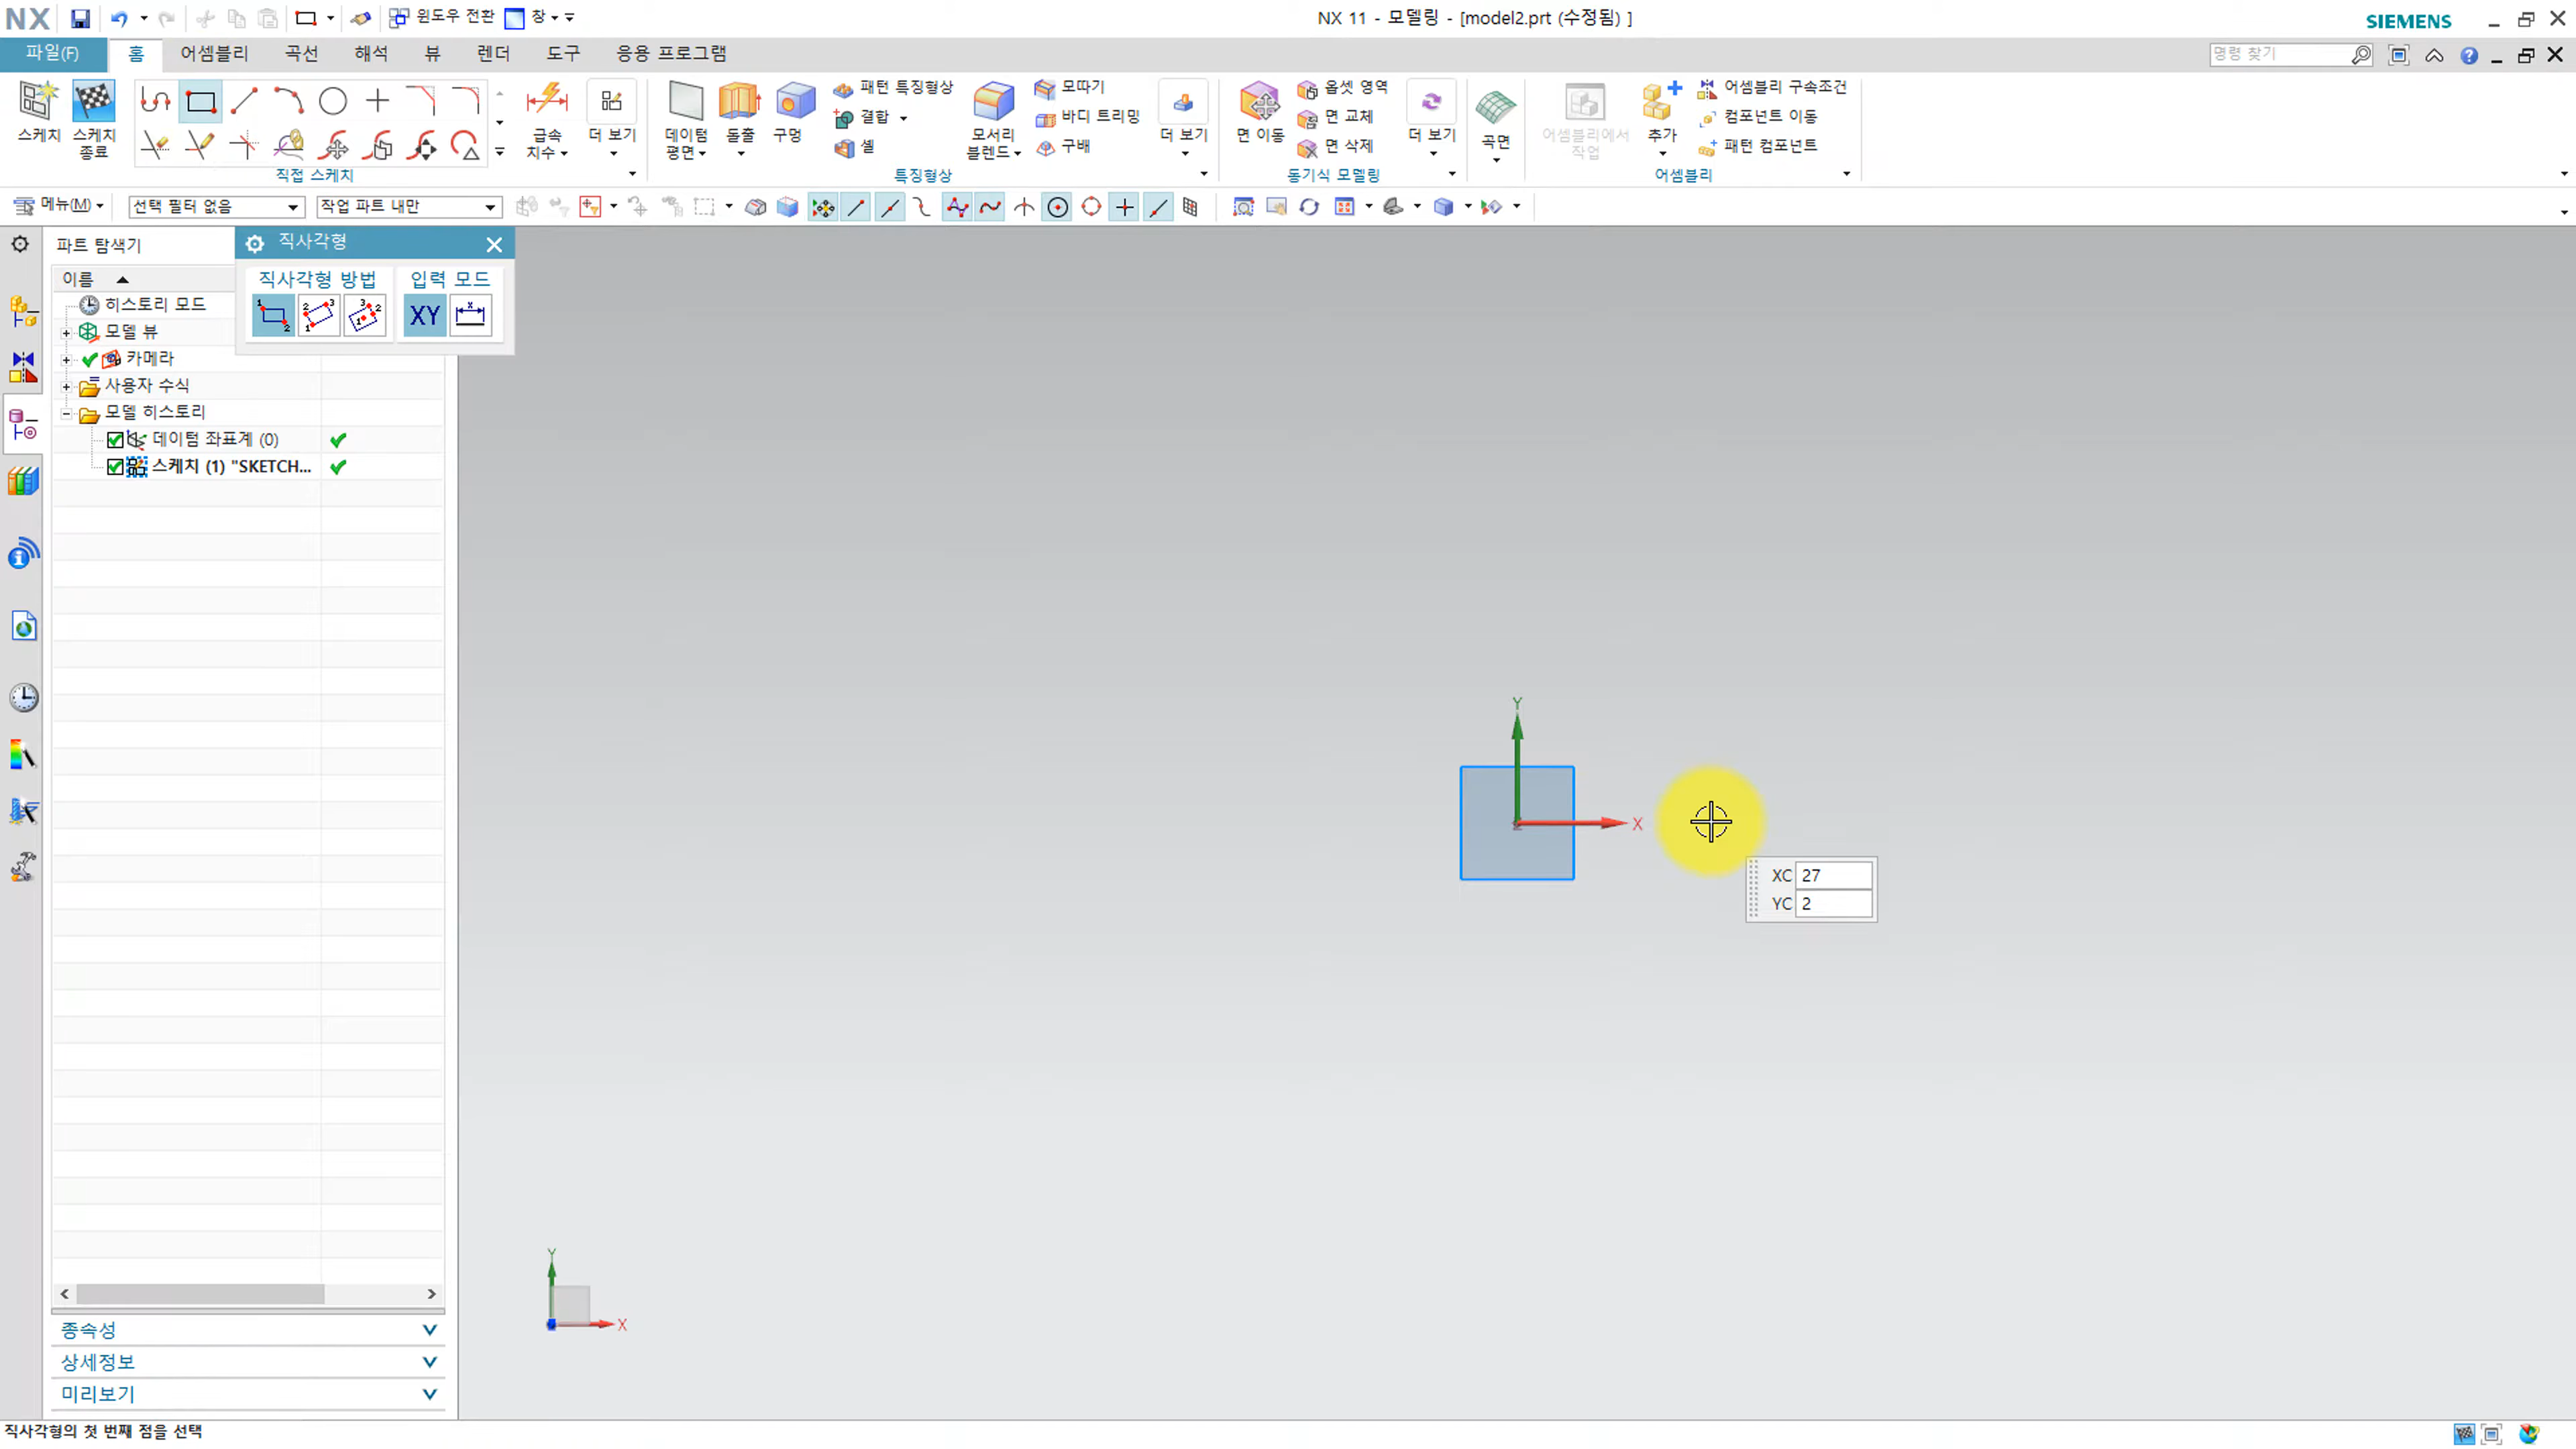 NX 윈도우 전환 창 NX 11 - 모델링 - [model2.prt (수정됨) ] SIEMENS
파일(F) 홈 어셈블리 곡선 해석 뷰 렌더 도구 응용 프로그램 명령 찾기
스케치 스케치 종료 급속 치수 더 보기 데이텀 평면 돌출 구멍 패턴 특징형상 결합 셸 모서리 블렌드 모따기 바디 트리밍 구배 더 보기 면 이동 옵셋 영역 면 교체 면 삭제 더 보기 곡면 어셈블리에서 작업 추가 어셈블리 구속조건 컴포넌트 이동 패턴 컴포넌트
직접 스케치 특징형상 동기식 모델링 어셈블리
메뉴(M) 선택 필터 없음 작업 파트 내만
파트 탐색기 직사각형
직사각형 방법 입력 모드
이름
XY
히스토리 모드
모델 뷰
카메라
사용자 수식
모델 히스토리
데이텀 좌표계 (0)
스케치 (1) "SKETCH...
Y
X
XC 27
YC 2
Y
X
종속성
상세정보
미리보기
직사각형의 첫 번째 점을 선택